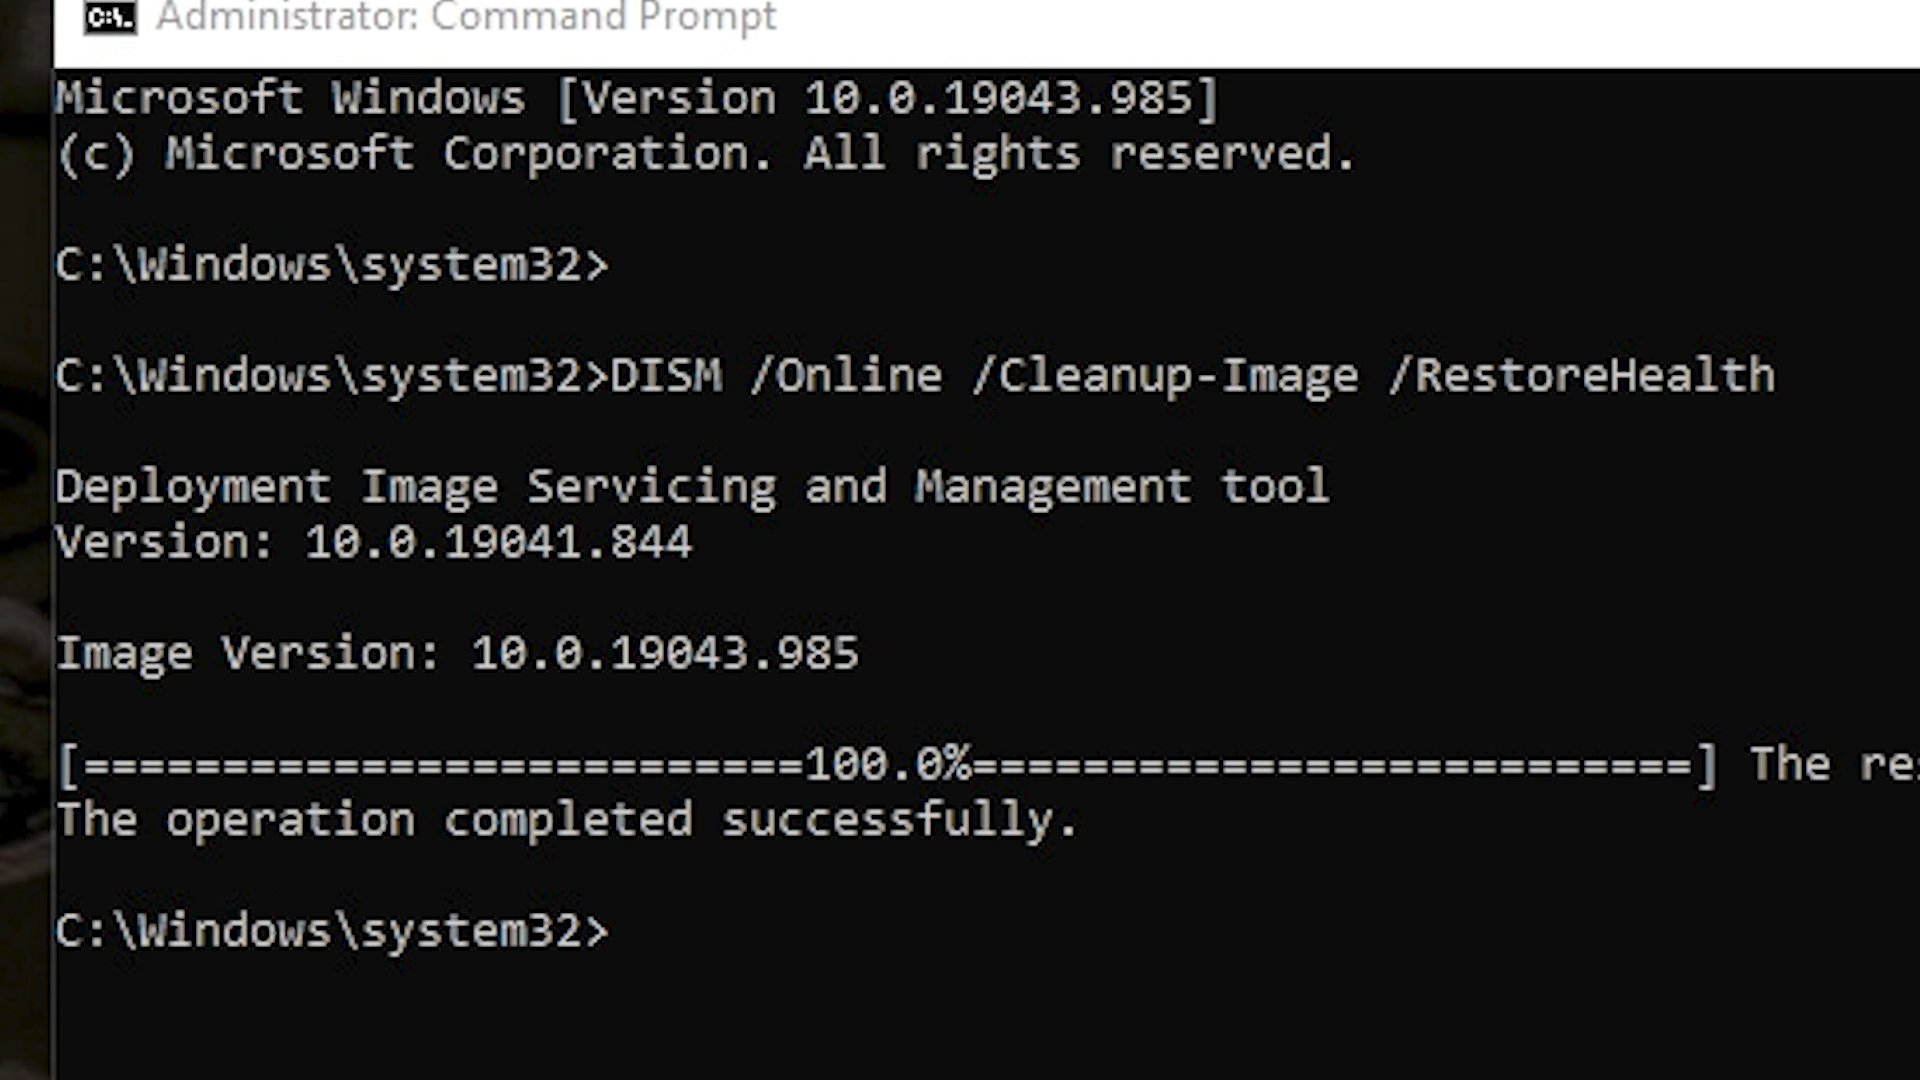 C:\.
Administrator: Command Prompt
Microsoft Windows [Version 10.0.19043.985]
(c) Microsoft Corporation. All rights reserved.
C:\Windows\system32>
C:\Windows\system32>DISM /Online /Cleanup-Image /RestoreHealth
Deployment Image Servicing and Management tool
Version: 10.0.19041.844
Image Version: 10.0.19043.985
[==========================100.0%==========================] The res
The operation completed successfully.
C:\Windows\system32>